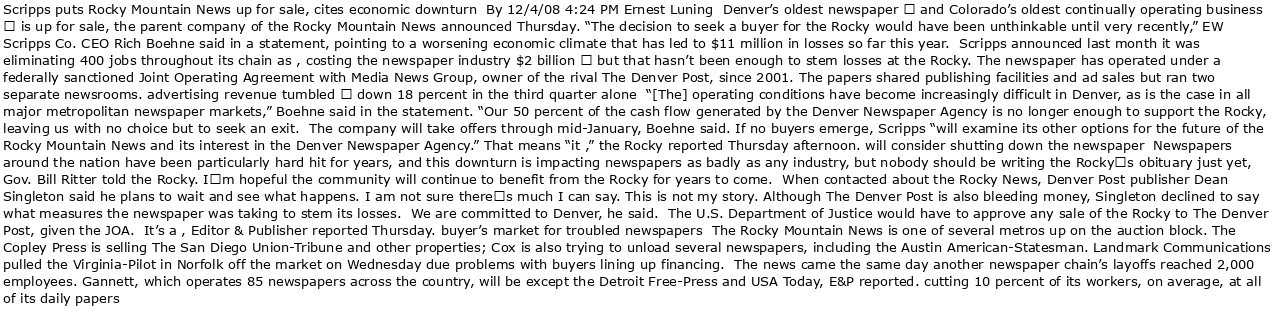 Scripps puts Rocky Mountain News up for sale, cites economic downturn  By 12/4/08 4:24 PM Ernest Luning  Denver’s oldest newspaper □ and Colorado’s oldest continually operating business
□ is up for sale, the parent company of the Rocky Mountain News announced Thursday. “The decision to seek a buyer for the Rocky would have been unthinkable until very recently,” EW
Scripps Co. CEO Rich Boehne said in a statement, pointing to a worsening economic climate that has led to $11 million in losses so far this year.  Scripps announced last month it was
eliminating 400 jobs throughout its chain as , costing the newspaper industry $2 billion □ but that hasn’t been enough to stem losses at the Rocky. The newspaper has operated under a
federally sanctioned Joint Operating Agreement with Media News Group, owner of the rival The Denver Post, since 2001. The papers shared publishing facilities and ad sales but ran two
separate newsrooms. advertising revenue tumbled □ down 18 percent in the third quarter alone  “[The] operating conditions have become increasingly difficult in Denver, as is the case in all
major metropolitan newspaper markets,” Boehne said in the statement. “Our 50 percent of the cash flow generated by the Denver Newspaper Agency is no longer enough to support the Rocky,
leaving us with no choice but to seek an exit.  The company will take offers through mid-January, Boehne said. If no buyers emerge, Scripps “will examine its other options for the future of the
Rocky Mountain News and its interest in the Denver Newspaper Agency.” That means “it ,” the Rocky reported Thursday afternoon. will consider shutting down the newspaper  Newspapers
around the nation have been particularly hard hit for years, and this downturn is impacting newspapers as badly as any industry, but nobody should be writing the Rocky□s obituary just yet,
Gov. Bill Ritter told the Rocky. I□m hopeful the community will continue to benefit from the Rocky for years to come.  When contacted about the Rocky News, Denver Post publisher Dean
Singleton said he plans to wait and see what happens. I am not sure there□s much I can say. This is not my story. Although The Denver Post is also bleeding money, Singleton declined to say
what measures the newspaper was taking to stem its losses.  We are committed to Denver, he said.  The U.S. Department of Justice would have to approve any sale of the Rocky to The Denver
Post, given the JOA.  It’s a , Editor & Publisher reported Thursday. buyer’s market for troubled newspapers  The Rocky Mountain News is one of several metros up on the auction block. The
Copley Press is selling The San Diego Union-Tribune and other properties; Cox is also trying to unload several newspapers, including the Austin American-Statesman. Landmark Communications
pulled the Virginia-Pilot in Norfolk off the market on Wednesday due problems with buyers lining up financing.  The news came the same day another newspaper chain’s layoffs reached 2,000
employees. Gannett, which operates 85 newspapers across the country, will be except the Detroit Free-Press and USA Today, E&P reported. cutting 10 percent of its workers, on average, at all
of its daily papers